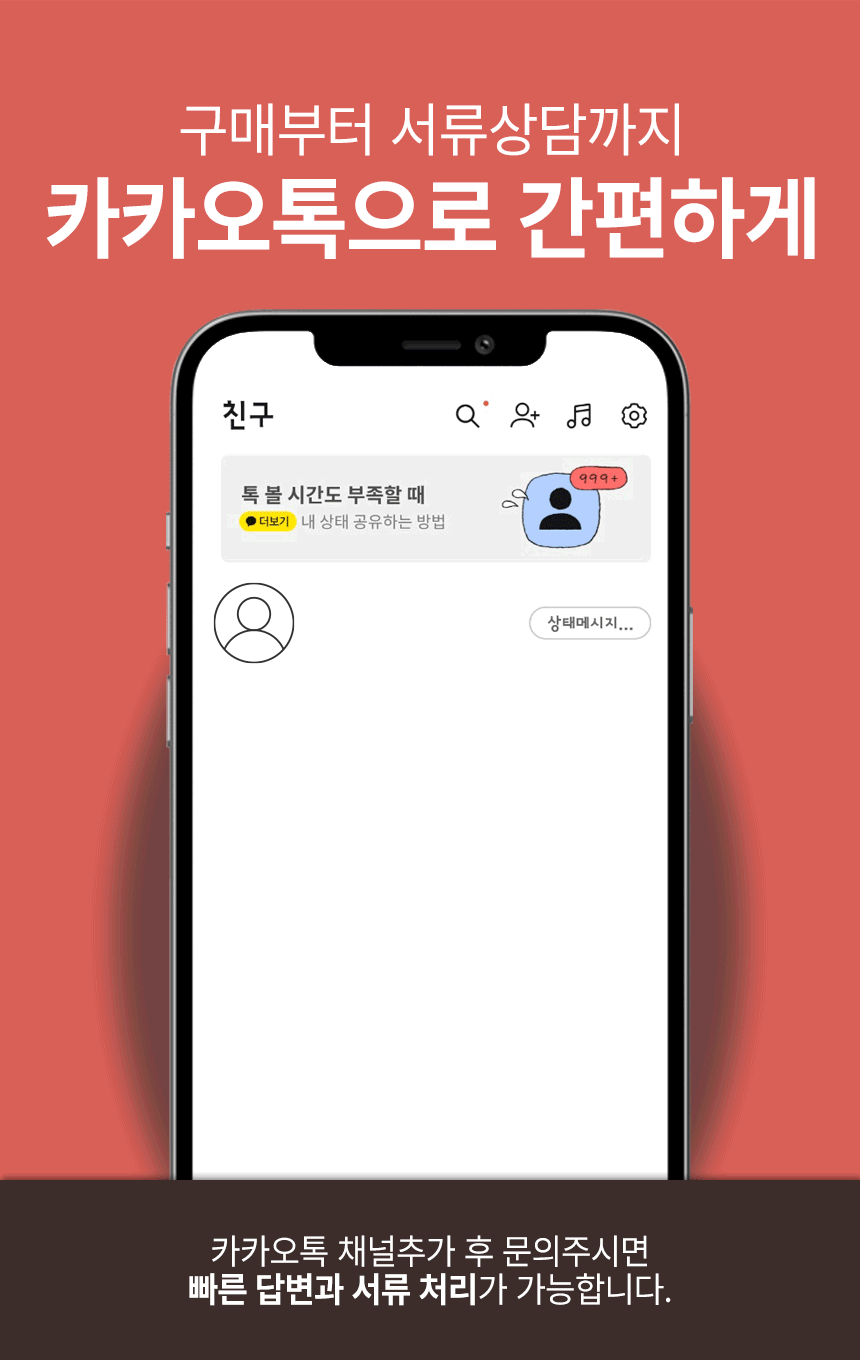 구매부터 서류상담까지
카카오톡으로 간편하게
친구
톡 볼 시간도 부족할 때
999+
더보기 내 상태 공유하는 방법
상태메시지...
카카오톡 채널추가 후 문의주시면
빠른 답변과 서류 처리가 가능합니다.